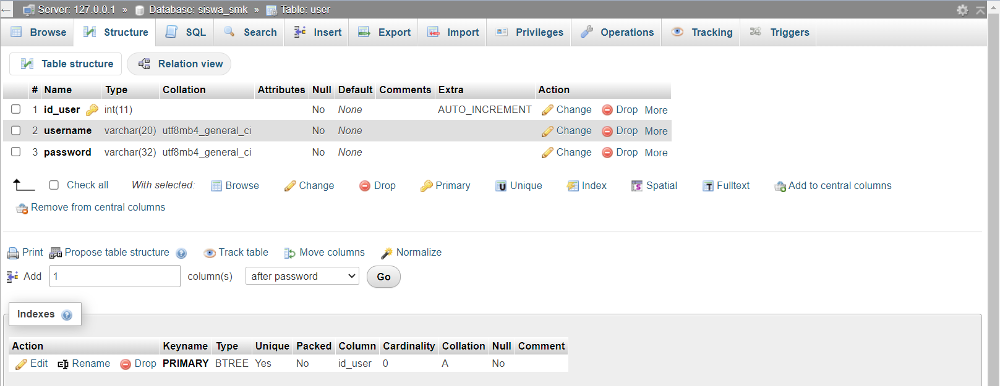 Server: 127.0.0.1 » Database: siswa_smk » Table: user
Browse Structure SQL Search Insert Export Import Privileges Operations Tracking Triggers
Table structure Relation view
# Name Type Collation Attributes Null Default Comments Extra Action
1 id_user int(11) No None AUTO_INCREMENT Change Drop More
2 username varchar(20) utf8mb4_general_ci No None Change Drop More
3 password varchar(32) utf8mb4_general_ci No None Change Drop More
Check all With selected: Browse Change Drop Primary Unique Index Spatial Fulltext Add to central columns
Remove from central columns
Print Propose table structure Track table Move columns Normalize
Add 1 column(s) after password Go
Indexes
Action Keyname Type Unique Packed Column Cardinality Collation Null Comment
Edit Rename Drop PRIMARY BTREE Yes No id_user 0 A No